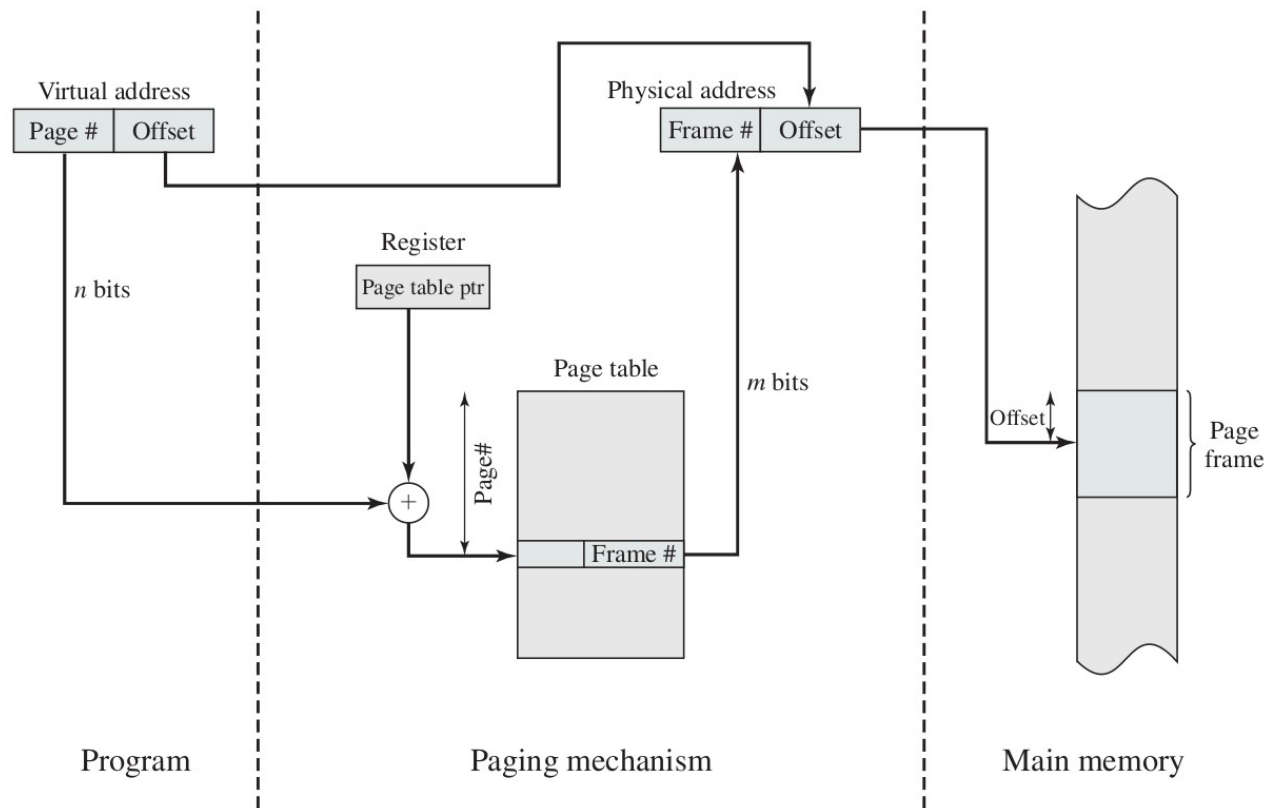 Virtual address
Page # Offset
Physical address
Frame # Offset
Register
Page table ptr
n bits
Page table
m bits
Page#
+
Frame #
Offset
Page
frame
Program
Paging mechanism
Main memory